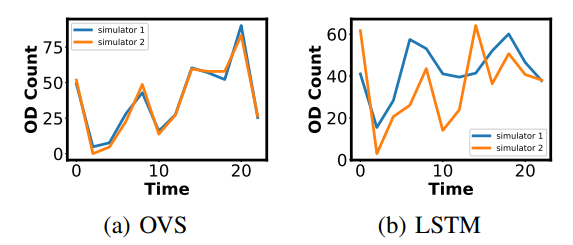 simulator 1
simulator 2
OD Count
75
50
25
0
0
10
20
Time
(a) OVS
OD Count
60
40
20
0
0
10
20
simulator 1
simulator 2
Time
(b) LSTM